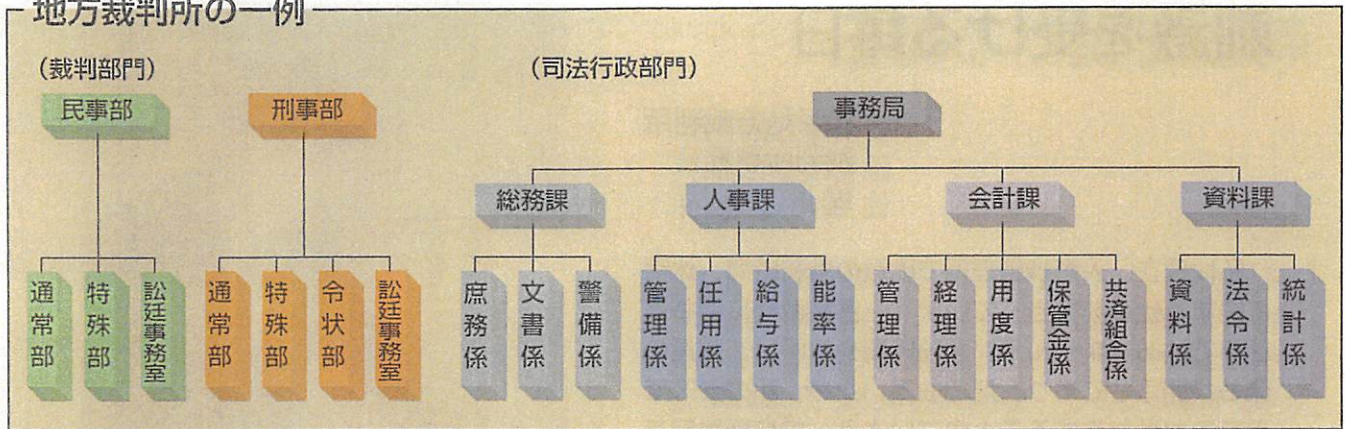 地方裁判所の一例
（裁判部門）
（司法行政部門）
民事部
刑事部
事務局
総務課
人事課
会計課
資料課
通常部
特殊部
訟廷事務室
通常部
特殊部
令状部
訟廷事務室
庶務係
文書係
警備係
管理係
任用係
給与係
能率係
管理係
経理係
用度係
保管金係
共済組合係
資料係
法令係
統計係